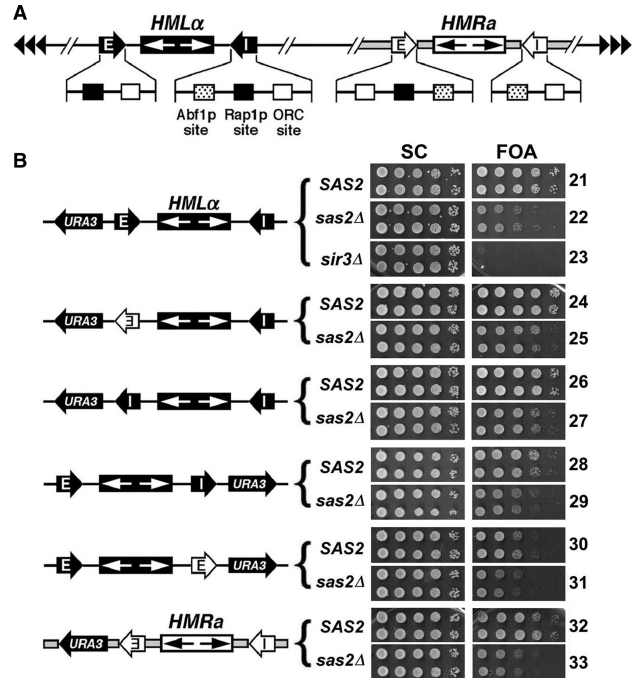 A
HMLα HMRa
E I E I
Abf1p site Rap1p site ORC site
B
SC FOA
HMLα
URA3 E I
SAS2 21
sas2Δ 22
sir3Δ 23
URA3 E I
SAS2 24
sas2Δ 25
URA3 I I
SAS2 26
sas2Δ 27
E I URA3
SAS2 28
sas2Δ 29
E E URA3
SAS2 30
sas2Δ 31
HMRa
URA3 E I
SAS2 32
sas2Δ 33